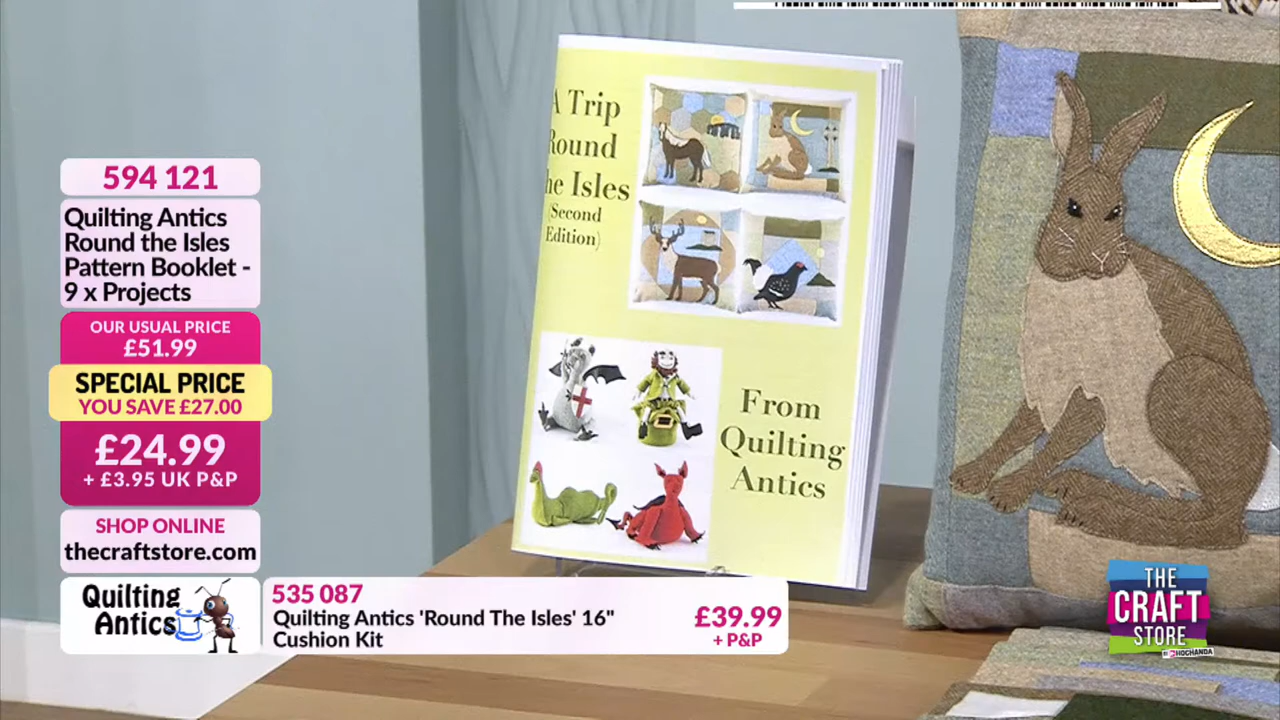 594 121
Quilting Antics
Round the Isles
Pattern Booklet -
9 x Projects
OUR USUAL PRICE
£51.99
SPECIAL PRICE
YOU SAVE £27.00
£24.99
+ £3.95 UK P&P
SHOP ONLINE
thecraftstore.com
Quilting
Antics
535 087
Quilting Antics 'Round The Isles' 16"
Cushion Kit
£39.99
+ P&P
A Trip
Round
he Isles
(Second
Edition)
From
Quilting
Antics
THE
CRAFT
STORE
BY HOCHANDA